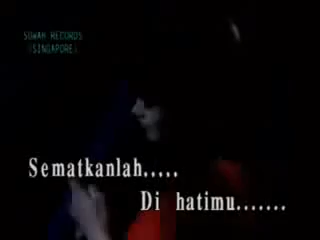 SUWAH RECORDS
(SINGAPORE)
Sematkanlah.....
Di hatimu.......